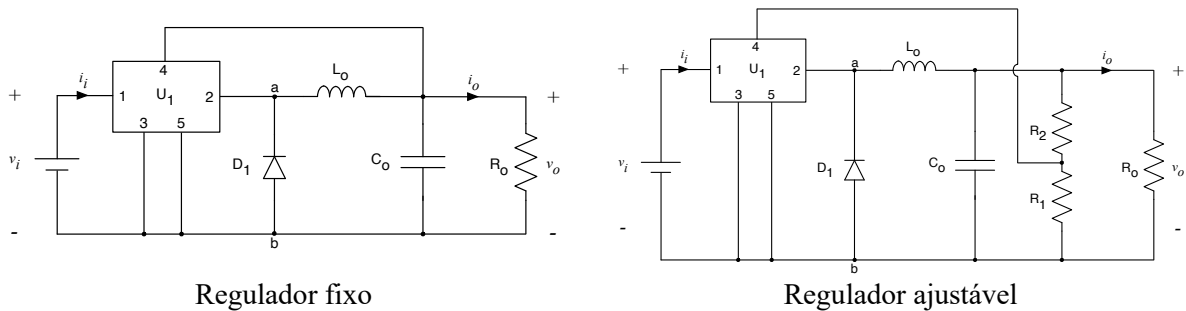 4
i_i
L_o
a
i_o
+
1
U_1
2
+
3
5
v_i
D_1
C_o
R_o
v_o
-
b
-
Regulador fixo
4
L_o
a
i_i
i_o
+
1
U_1
2
+
3
5
R_2
v_i
D_1
C_o
R_o
v_o
R_1
-
-
b
Regulador ajustável